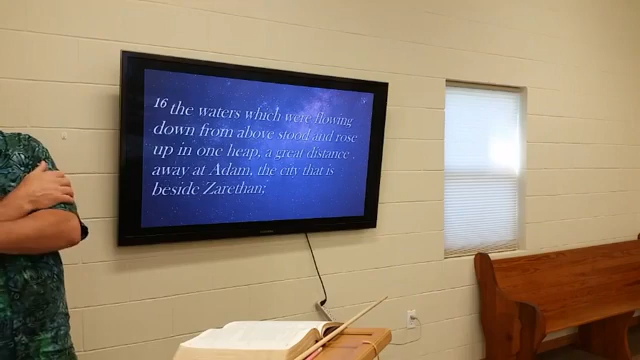 16 the waters which were flowing
down from above stood and rose
up in one heap, a great distance
away at Adam, the city that is
beside Zarethan;